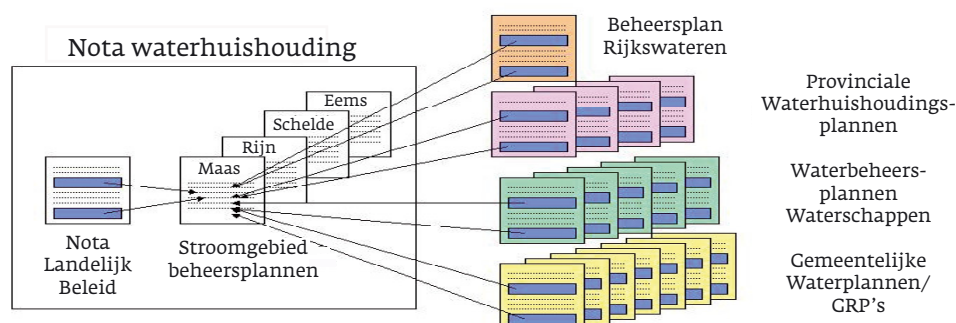 Nota waterhuishouding
Eems
Schelde
Rijn
Maas
Nota
Landelijk
Beleid
Stroomgebied
beheersplannen
Beheersplan
Rijkswateren
Provinciale
Waterhuishoudings-
plannen
Waterbeheers-
plannen
Waterschappen
Gemeentelijke
Waterplannen/
GRP's